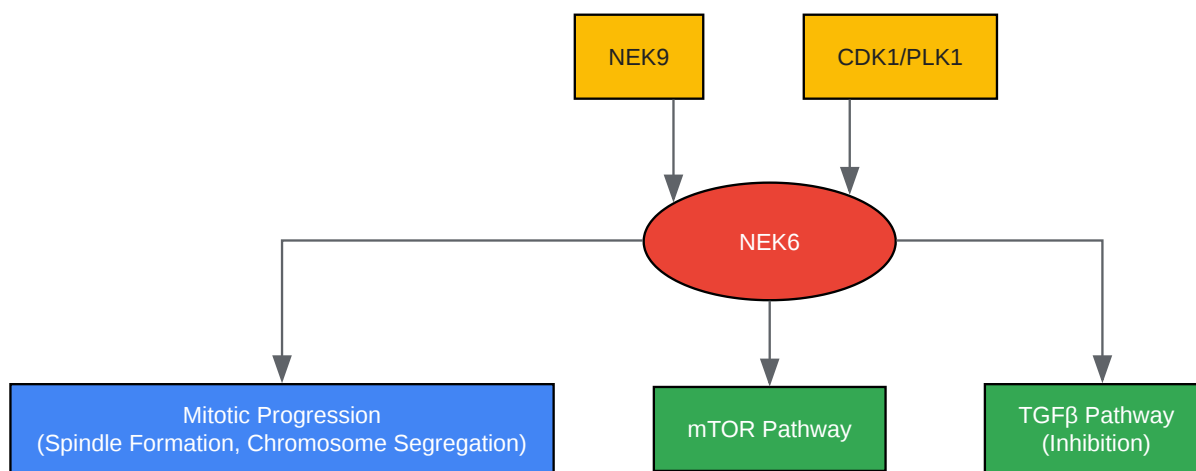 NEK9
CDK1/PLK1
NEK6
Mitotic Progression
(Spindle Formation, Chromosome Segregation)
mTOR Pathway
TGFβ Pathway
(Inhibition)